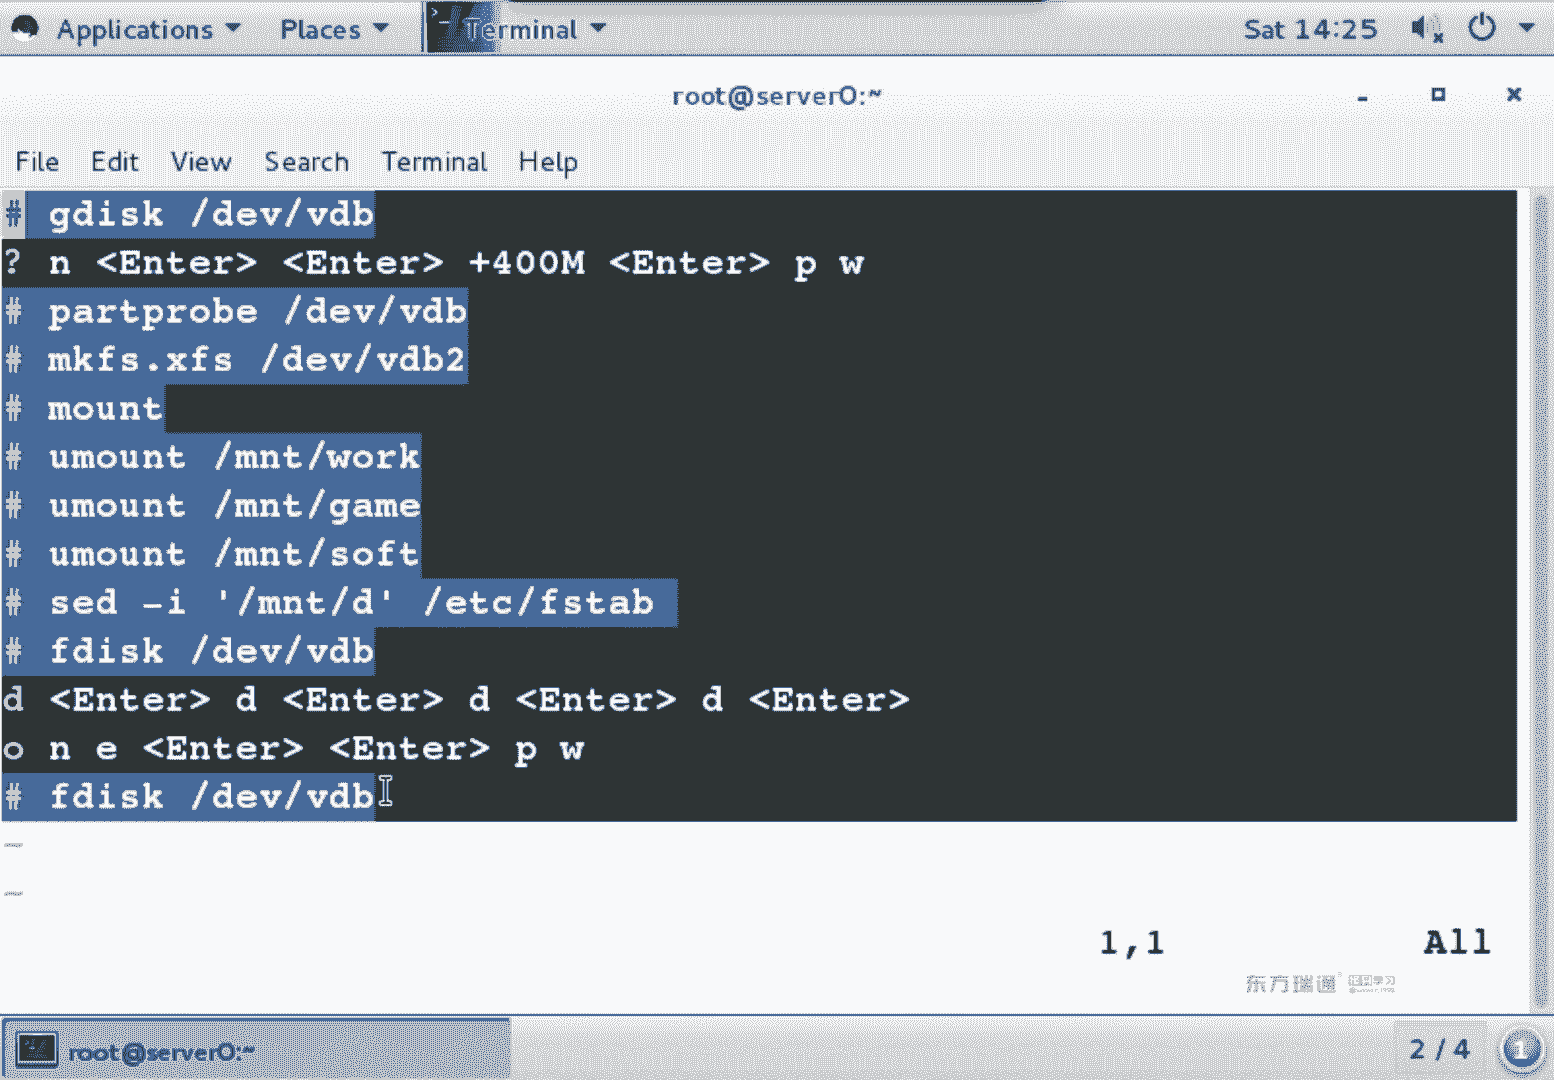 Applications Places Terminal Sat 14:25
root@server0:~
File Edit View Search Terminal Help
# gdisk /dev/vdb
? n <Enter> <Enter> +400M <Enter> p w
# partprobe /dev/vdb
# mkfs.xfs /dev/vdb2
# mount
# umount /mnt/work
# umount /mnt/game
# umount /mnt/soft
# sed -i '/mnt/d' /etc/fstab
# fdisk /dev/vdb
d <Enter> d <Enter> d <Enter> d <Enter>
o n e <Enter> <Enter> p w
# fdisk /dev/vdb
~
~
1,1 All
东方瑞通
root@server0:~ 2 / 4 1